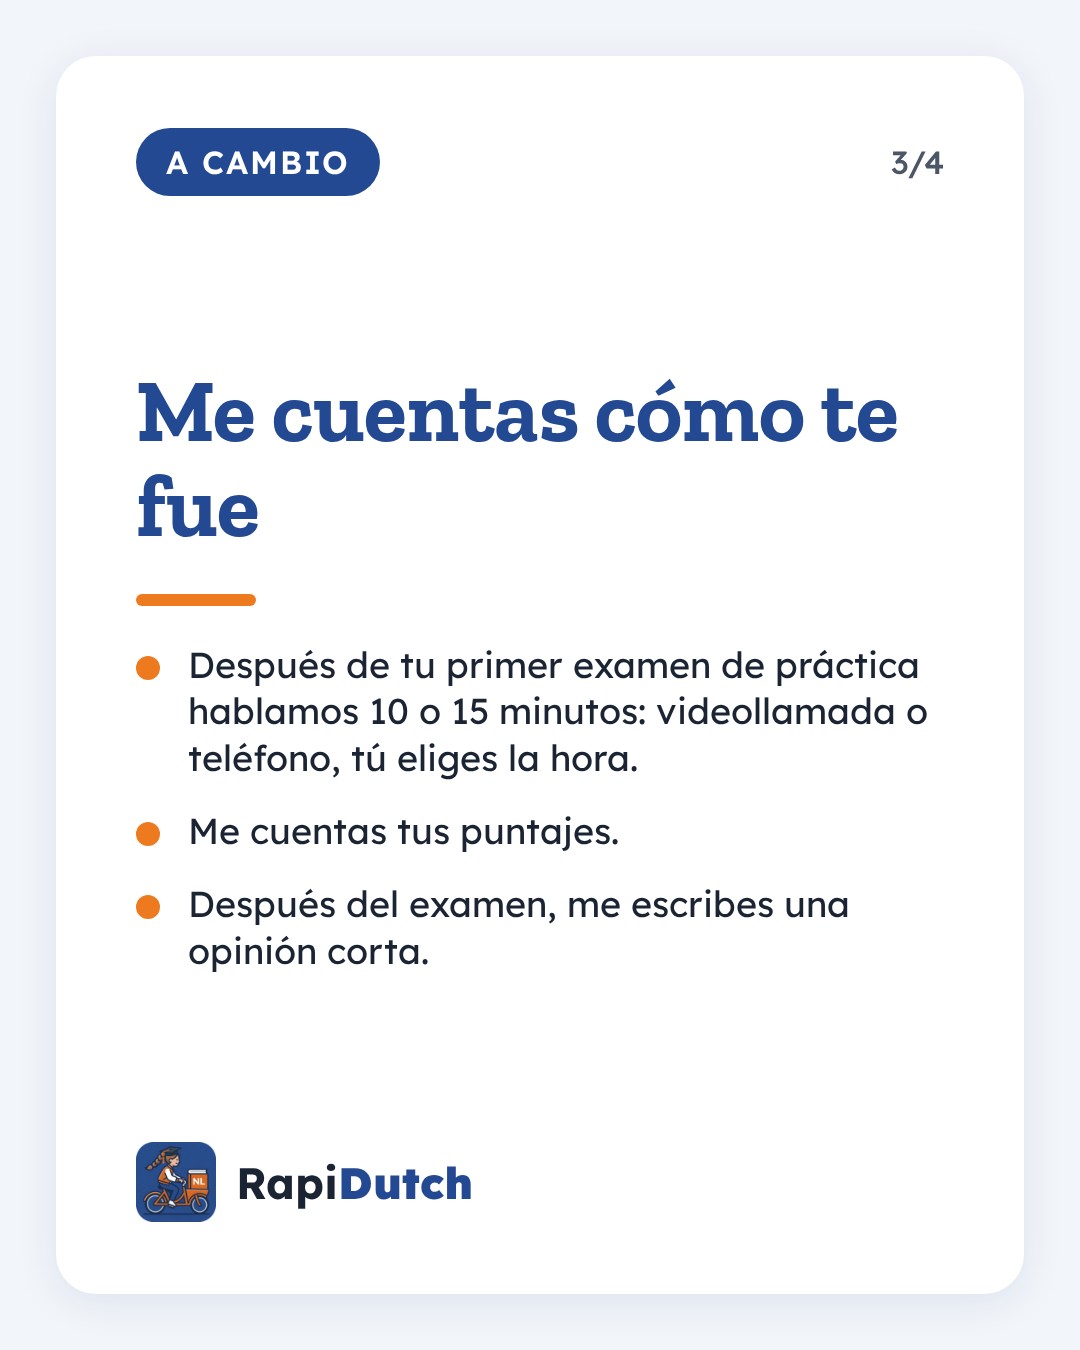 A CAMBIO
3/4
Me cuentas cómo te
fue
Después de tu primer examen de práctica
hablamos 10 o 15 minutos: videollamada o
teléfono, tú eliges la hora.
Me cuentas tus puntajes.
Después del examen, me escribes una
opinión corta.
NL
RapiDutch